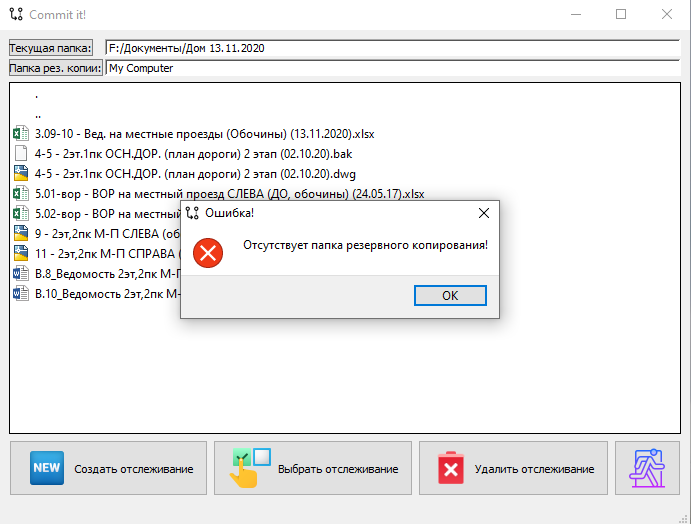 Commit it!
Текущая папка: F:/Документы/Дом 13.11.2020
Папка рез. копии: My Computer
.
..
3.09-10 - Вед. на местные проезды (Обочины) (13.11.2020).xlsx
4-5 - 2эт.1пк ОСН.ДОР. (план дороги) 2 этап (02.10.20).bak
4-5 - 2эт.1пк ОСН.ДОР. (план дороги) 2 этап (02.10.20).dwg
5.01-вор - ВОР на местный проезд СЛЕВА (ДО, обочины) (24.05.17).xlsx
5.02-вор - ВОР на местный
9 - 2эт,2пк М-П СЛЕВА (об
11 - 2эт,2пк М-П СПРАВА (
В.8_Ведомость 2эт,2пк М-П
В.10_Ведомость 2эт,2пк М-
Ошибка!
Отсутствует папка резервного копирования!
OK
NEW Создать отслеживание
Выбрать отслеживание
Удалить отслеживание